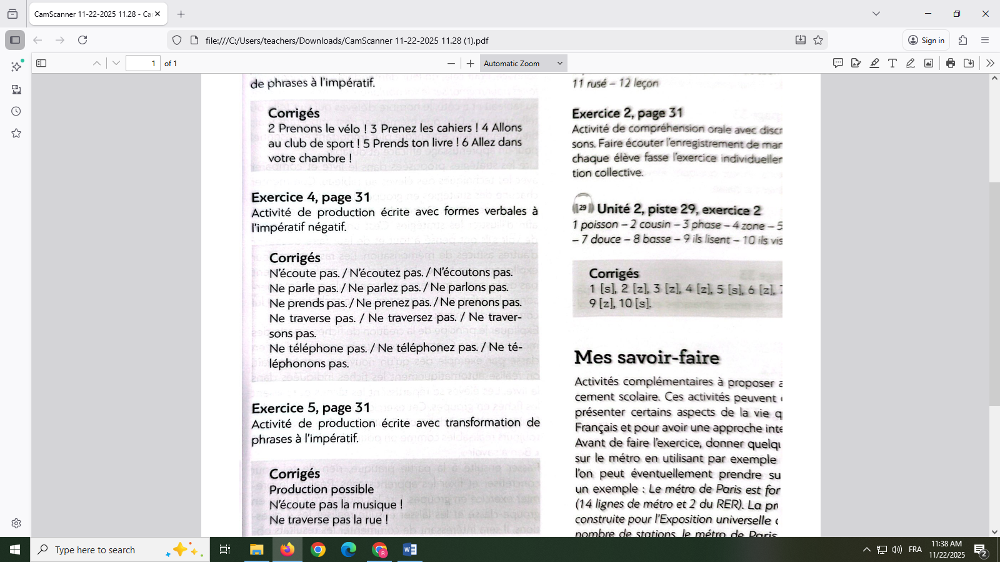 CamScanner 11-22-2025 11.28 - Ca
file:///C:/Users/teachers/Downloads/CamScanner 11-22-2025 11.28 (1).pdf
Sign in
1 of 1
Automatic Zoom
de phrases à l'impératif.
Corrigés
2 Prenons le vélo ! 3 Prenez les cahiers ! 4 Allons
au club de sport ! 5 Prends ton livre ! 6 Allez dans
votre chambre !
Exercice 4, page 31
Activité de production écrite avec formes verbales à
l'impératif négatif.
Corrigés
N'écoute pas. / N'écoutez pas. / N'écoutons pas.
Ne parle pas. / Ne parlez pas. / Ne parlons pas.
Ne prends pas. / Ne prenez pas. / Ne prenons pas.
Ne traverse pas. / Ne traversez pas. / Ne traver-
sons pas.
Ne téléphone pas. / Ne téléphonez pas. / Ne té-
léphonons pas.
Exercice 5, page 31
Activité de production écrite avec transformation de
phrases à l'impératif.
Corrigés
Production possible
N'écoute pas la musique !
Ne traverse pas la rue !
11 rusé – 12 leçon
Exercice 2, page 31
Activité de compréhension orale avec discr
sons. Faire écouter l'enregistrement de mar
chaque élève fasse l'exercice individueller
tion collective.
29 Unité 2, piste 29, exercice 2
1 poisson – 2 cousin – 3 phase – 4 zone – 5
– 7 douce – 8 basse – 9 ils lisent – 10 ils vis
Corrigés
1 [s], 2 [z], 3 [z], 4 [z], 5 [s], 6 [z], 7
9 [z], 10 [s].
Mes savoir-faire
Activités complémentaires à proposer a
cement scolaire. Ces activités peuvent
présenter certains aspects de la vie q
Français et pour avoir une approche inte
Avant de faire l'exercice, donner quelqu
sur le métro en utilisant par exemple
l'on peut éventuellement prendre su
un exemple : Le métro de Paris est for
(14 lignes de métro et 2 du RER). La pr
construite pour l'Exposition universelle
nombre de stations, le métro de Paris
Type here to search
FRA
11:38 AM
11/22/2025
2